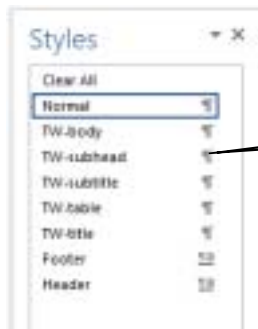 Styles
Clear All
Normal
TW-body
TW-subhead
TW-subtitle
TW-table
TW-title
Footer
Header